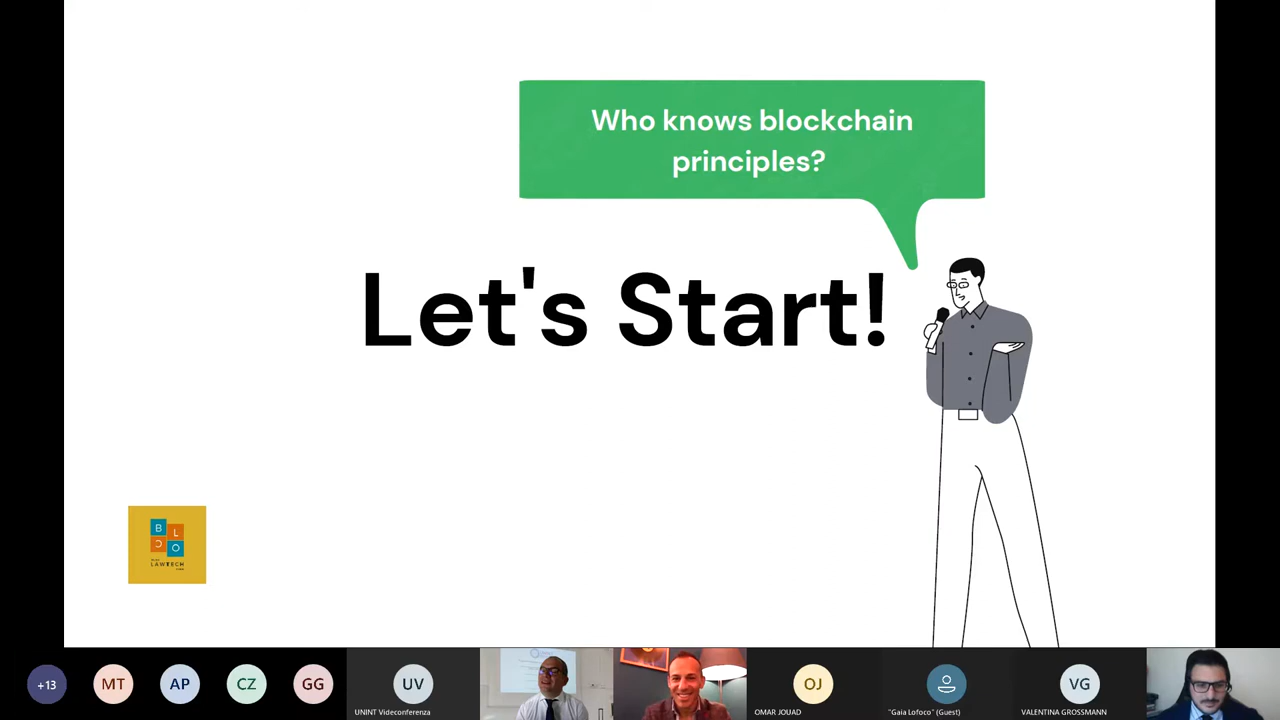 Who knows blockchain
principles?
Let's Start!
B
L
O
LAWTECH
+13
MT
AP
CZ
GG
UV
UNINT Videconferenza
OJ
OMAR JOUAD
"Gaia Lofoco" (Guest)
VG
VALENTINA GROSSMANN